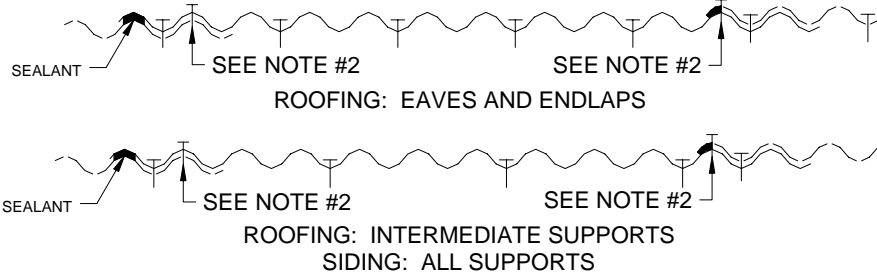 SEALANT
SEE NOTE #2
SEE NOTE #2
ROOFING: EAVES AND ENDLAPS
SEALANT
SEE NOTE #2
SEE NOTE #2
ROOFING: INTERMEDIATE SUPPORTS
SIDING: ALL SUPPORTS